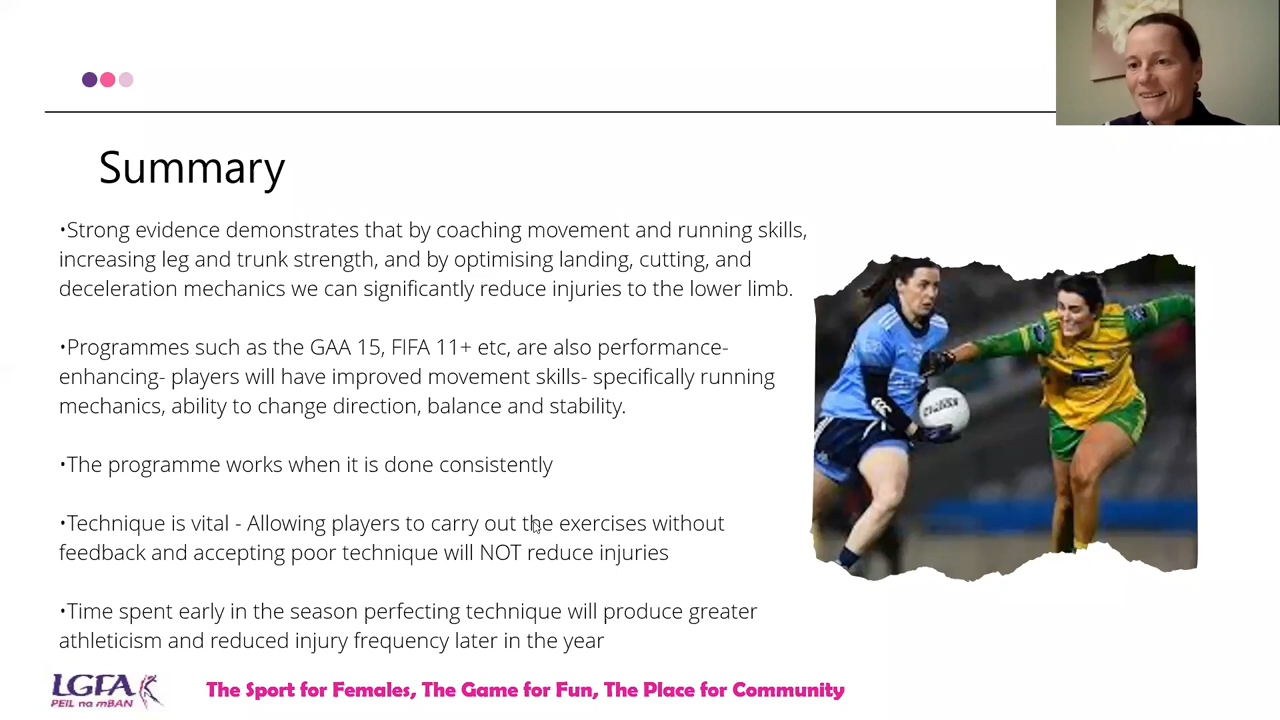 Summary
•Strong evidence demonstrates that by coaching movement and running skills,
increasing leg and trunk strength, and by optimising landing, cutting, and
deceleration mechanics we can significantly reduce injuries to the lower limb.
•Programmes such as the GAA 15, FIFA 11+ etc, are also performance-
enhancing- players will have improved movement skills- specifically running
mechanics, ability to change direction, balance and stability.
•The programme works when it is done consistently
•Technique is vital - Allowing players to carry out the exercises without
feedback and accepting poor technique will NOT reduce injuries
•Time spent early in the season perfecting technique will produce greater
athleticism and reduced injury frequency later in the year
LGFA
PEIL na mBAN
The Sport for Females, The Game for Fun, The Place for Community